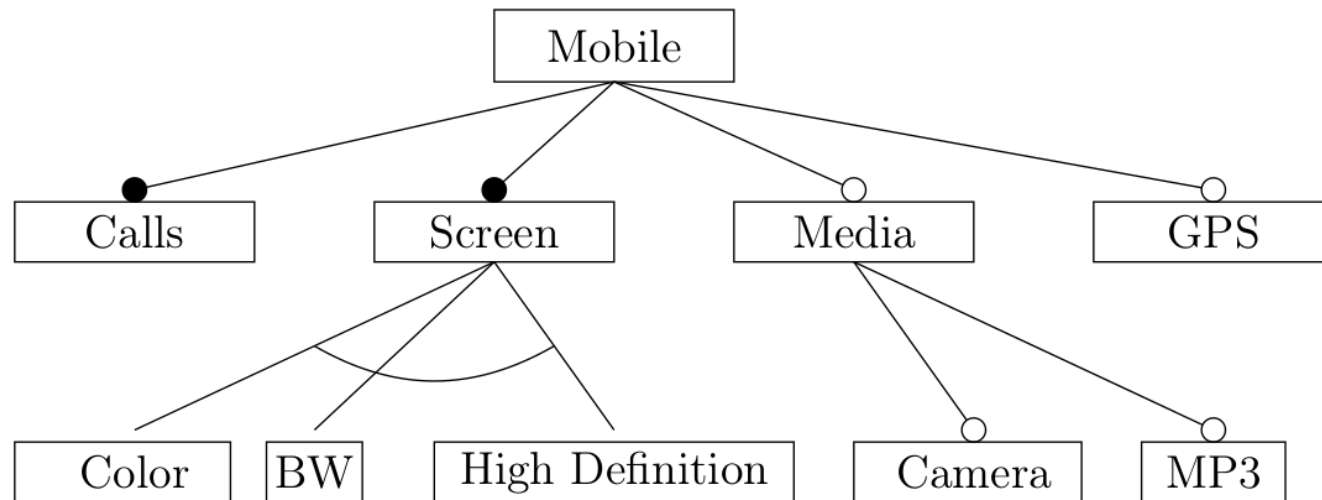 Mobile
Calls
Screen
Media
GPS
Color
BW
High Definition
Camera
MP3